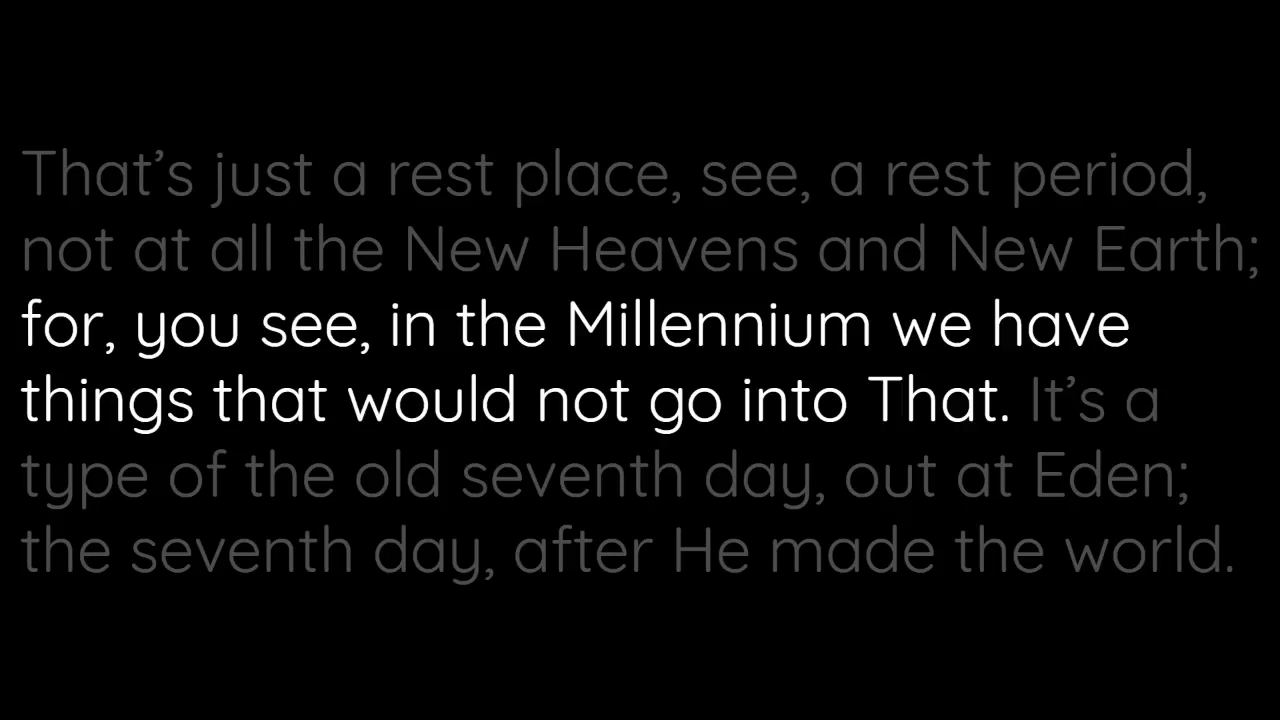 That’s just a rest place, see, a rest period,
not at all the New Heavens and New Earth;
for, you see, in the Millennium we have
things that would not go into That. It’s a
type of the old seventh day, out at Eden;
the seventh day, after He made the world.